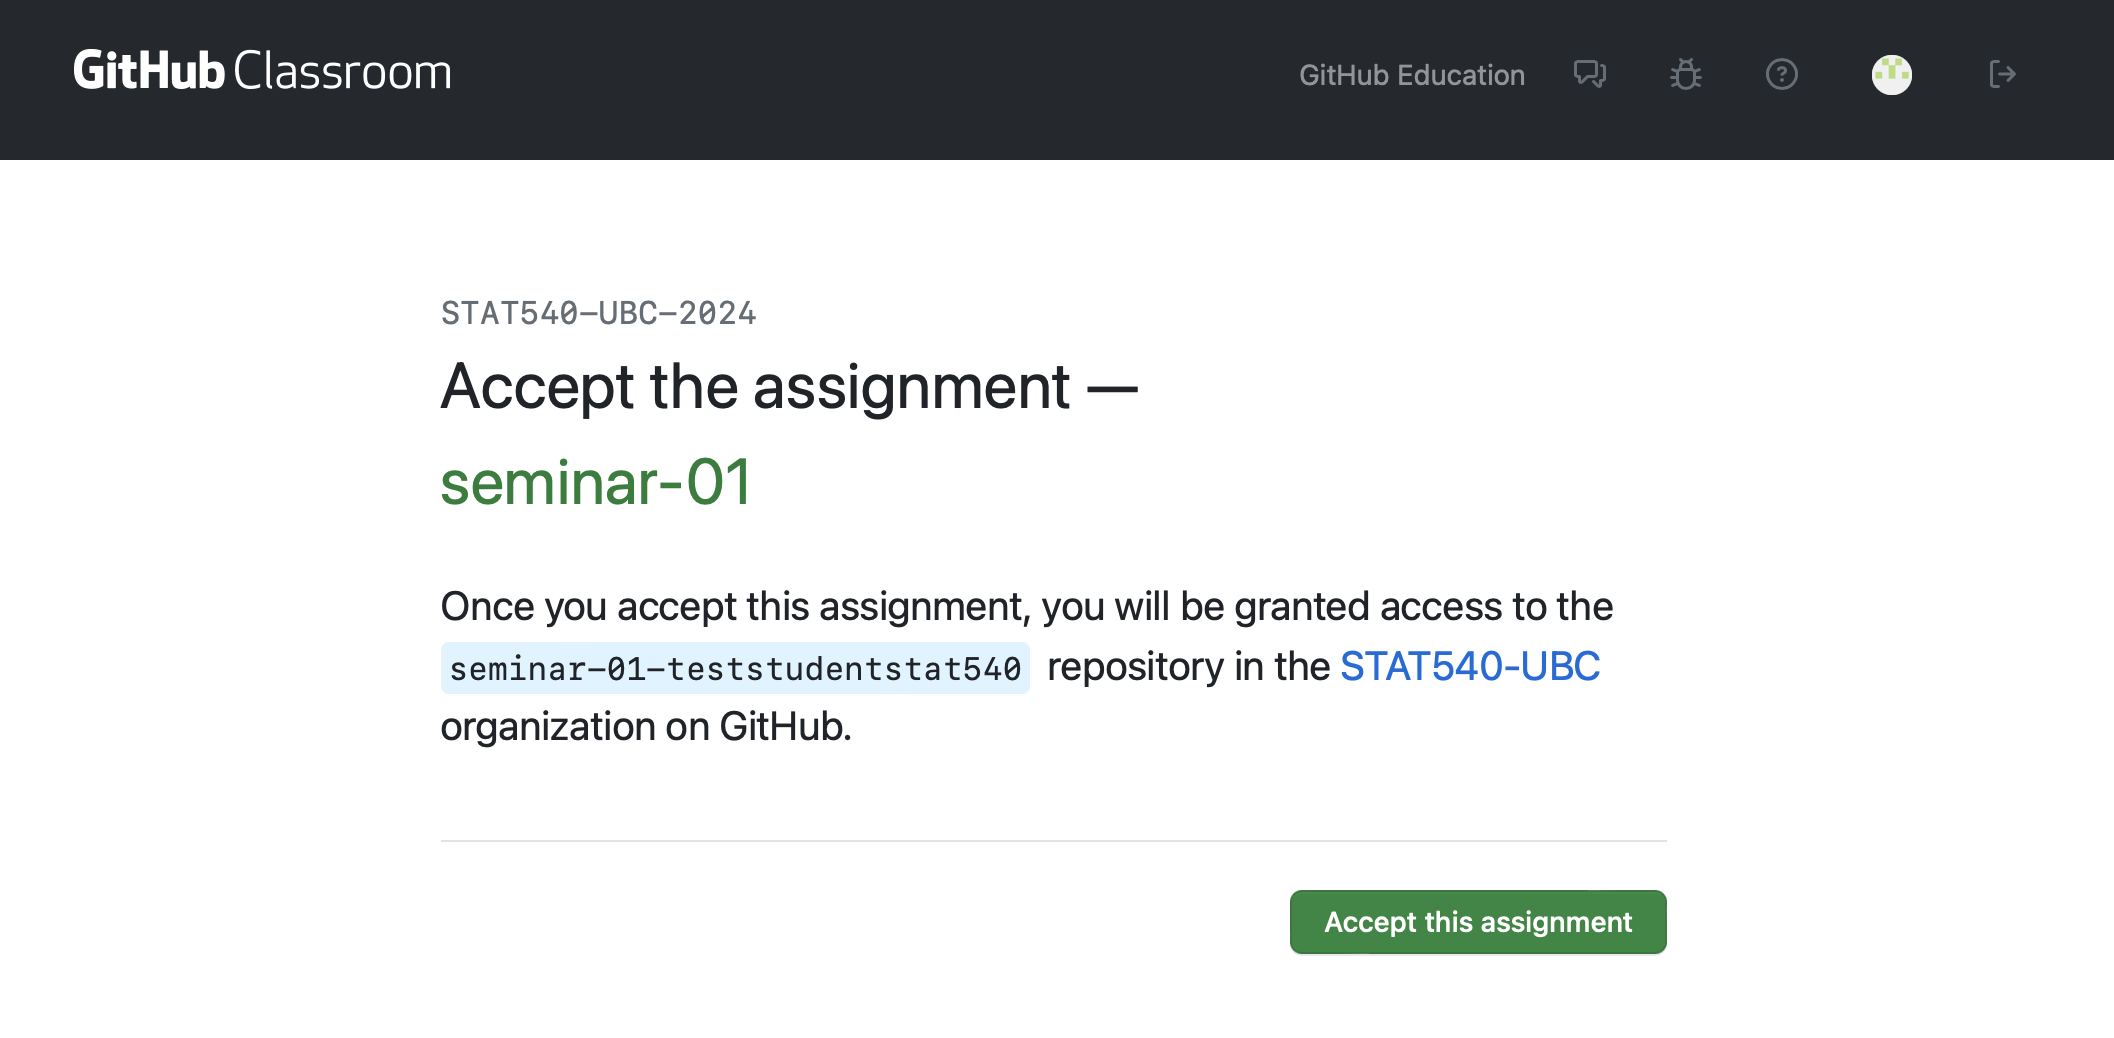 GitHub Classroom
GitHub Education
STAT540-UBC-2024
Accept the assignment —
seminar-01
Once you accept this assignment, you will be granted access to the
seminar-01-teststudentstat540 repository in the STAT540-UBC
organization on GitHub.
Accept this assignment